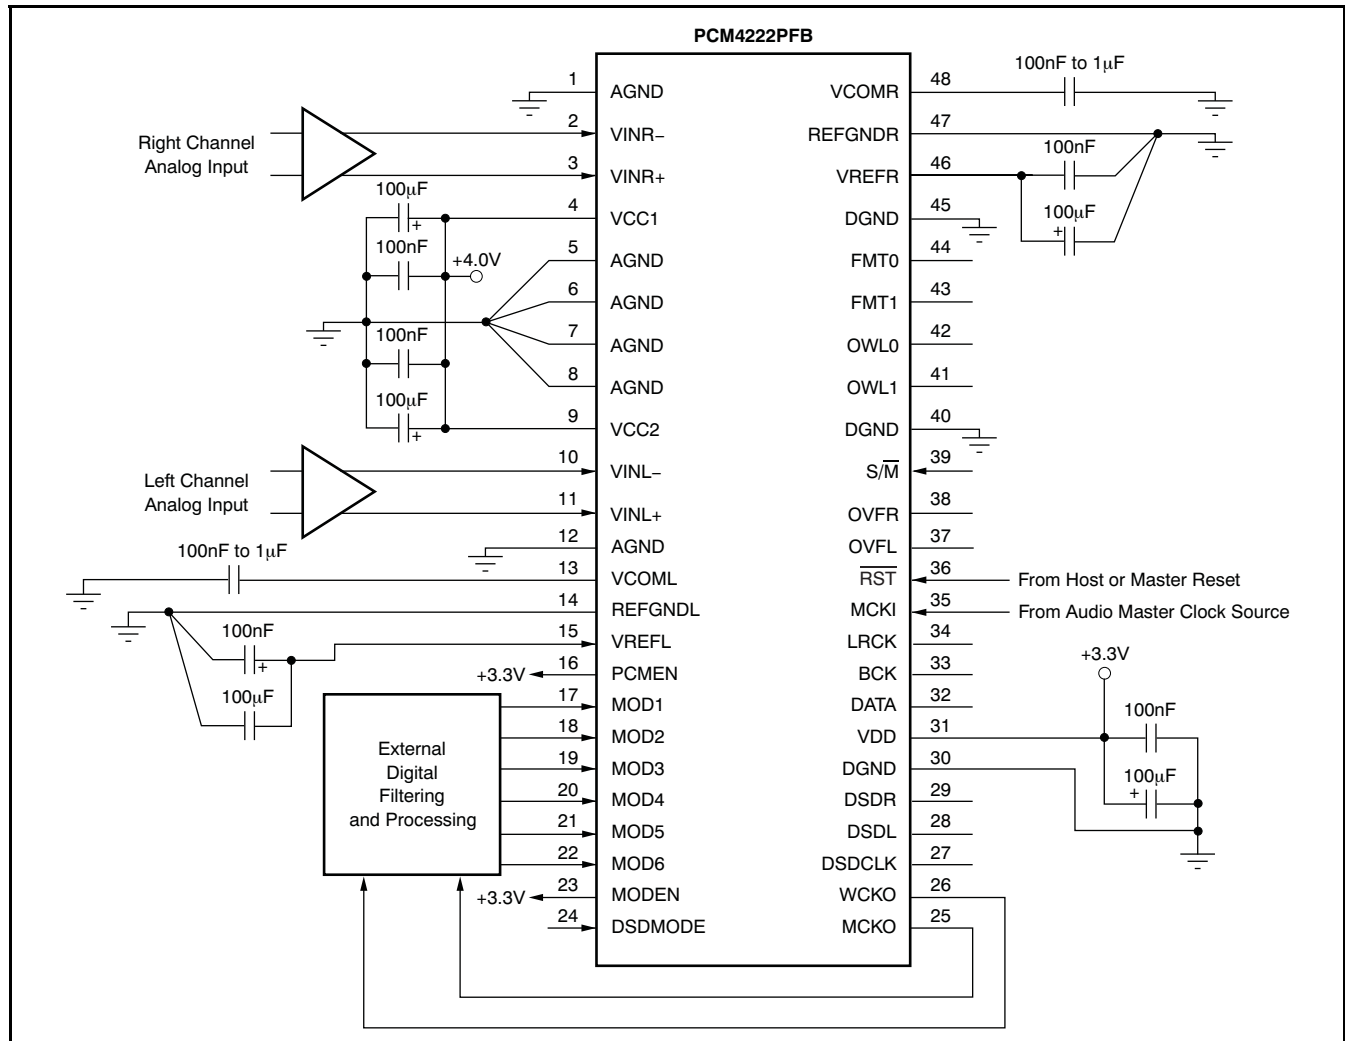 PCM4222PFB
1
AGND
2
VINR−
3
VINR+
4
VCC1
5
AGND
6
AGND
7
AGND
8
AGND
9
VCC2
10
VINL−
11
VINL+
12
AGND
13
VCOML
14
REFGNDL
15
VREFL
16
PCMEN
17
MOD1
18
MOD2
19
MOD3
20
MOD4
21
MOD5
22
MOD6
23
MODEN
24
DSDMODE
Right Channel
Analog Input
100μF
+
100nF
+4.0V
100nF
100μF
+
Left Channel
Analog Input
100nF to 1μF
100nF
+
100μF
+3.3V
External
Digital
Filtering
and Processing
+3.3V
VCOMR
48
REFGNDR
47
VREFR
46
DGND
45
FMT0
44
FMT1
43
OWL0
42
OWL1
41
DGND
40
S/M̅
39
OVFR
38
OVFL
37
R̅S̅T̅
36
MCKI
35
LRCK
34
BCK
33
DATA
32
VDD
31
DGND
30
DSDR
29
DSDL
28
DSDCLK
27
WCKO
26
MCKO
25
100nF to 1μF
100nF
100μF
+
From Host or Master Reset
From Audio Master Clock Source
+3.3V
100nF
100μF
+